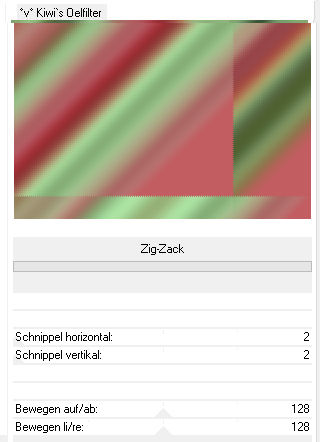 °v° Kiwi`s Oelfilter
Zig-Zack
Schnippel horizontal: 2
Schnippel vertikal: 2
Bewegen auf/ab: 128
Bewegen li/re: 128